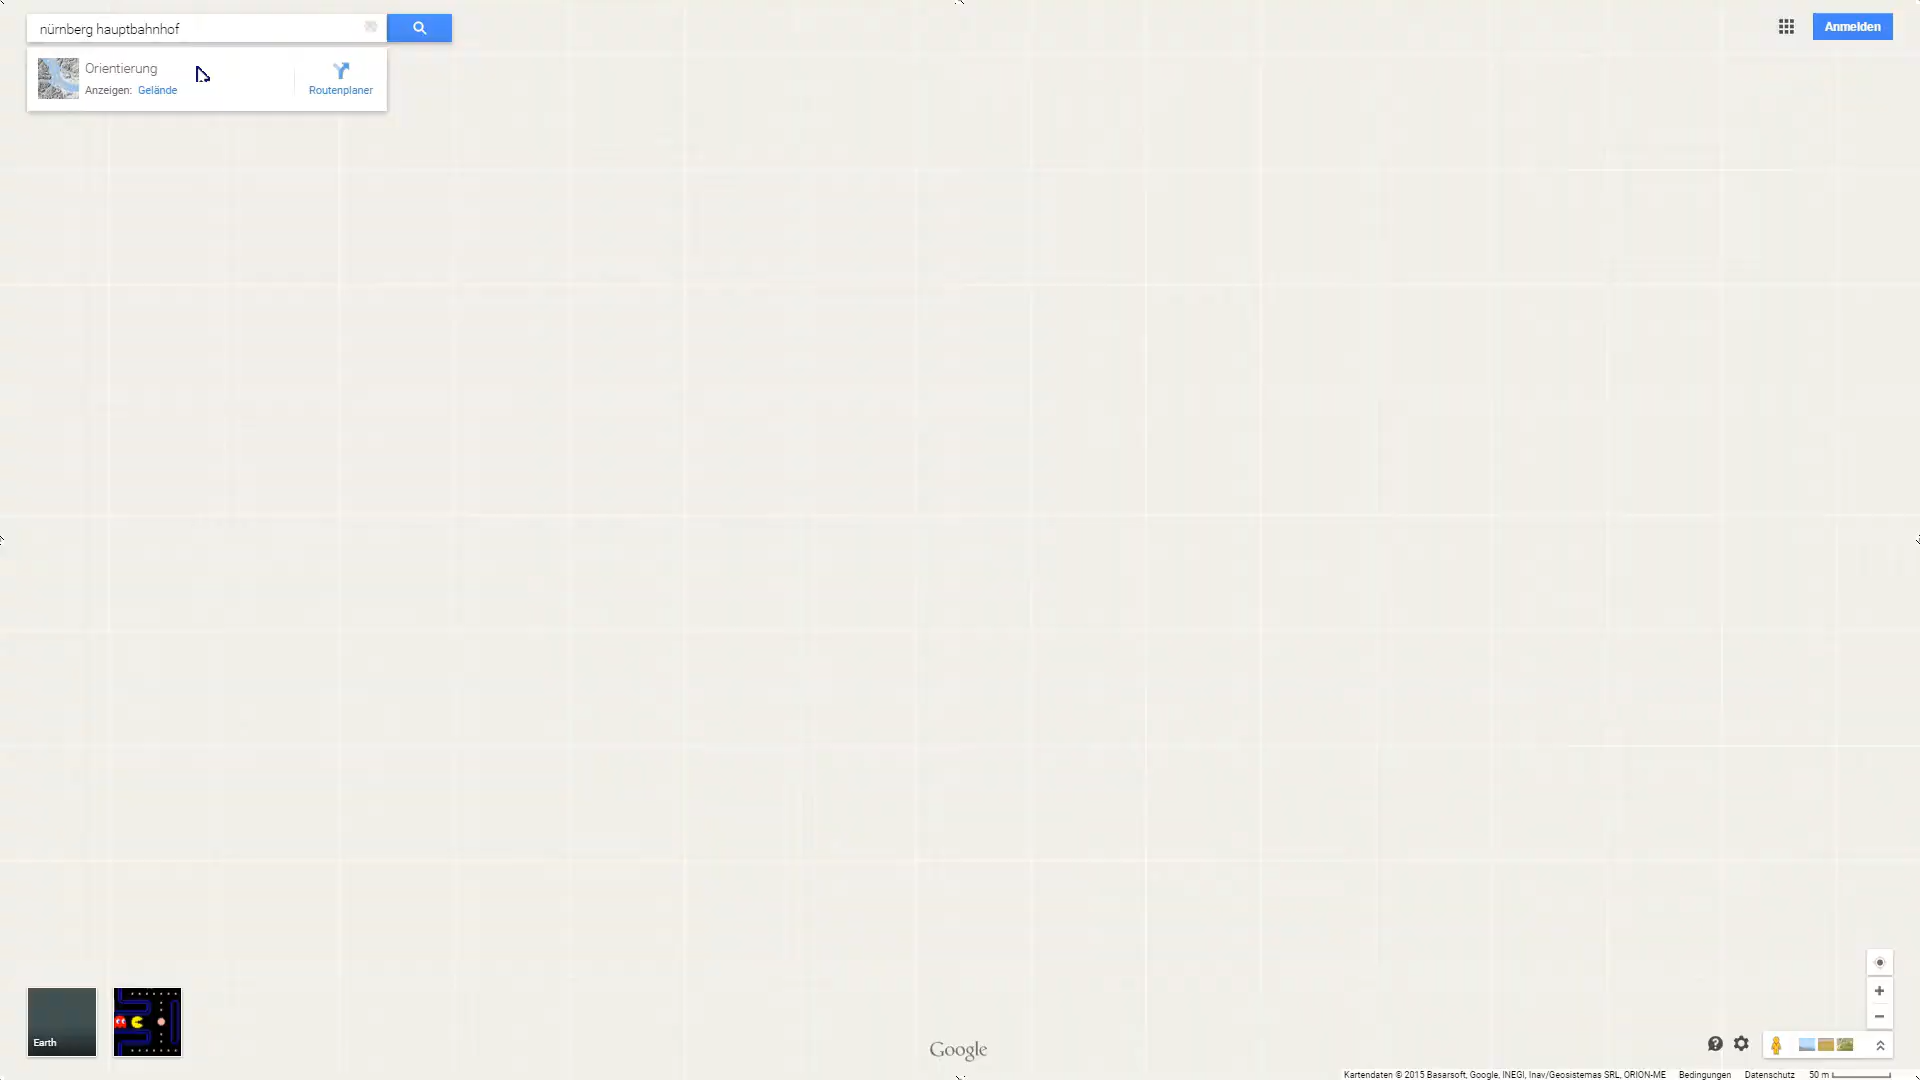 nürnberg hauptbahnhof
Anmelden
Orientierung
Anzeigen: Gelände
Routenplaner
Earth
Google
Kartendaten © 2015 Basarsoft, Google, INEGI, Inav/Geosistemas SRL, ORION-ME Bedingungen Datenschutz 50 m